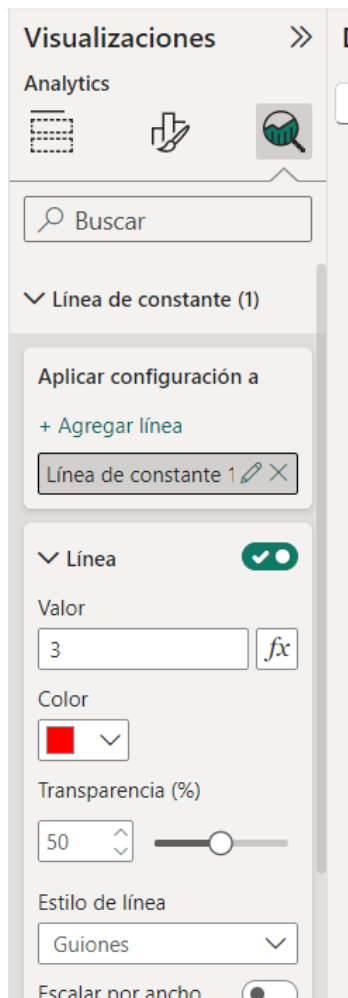 Visualizaciones
Analytics
Buscar
Línea de constante (1)
Aplicar configuración a
+ Agregar línea
Línea de constante 1
Línea
Valor
3
fx
Color
Transparencia (%)
50
Estilo de línea
Guiones
Escalar por ancho